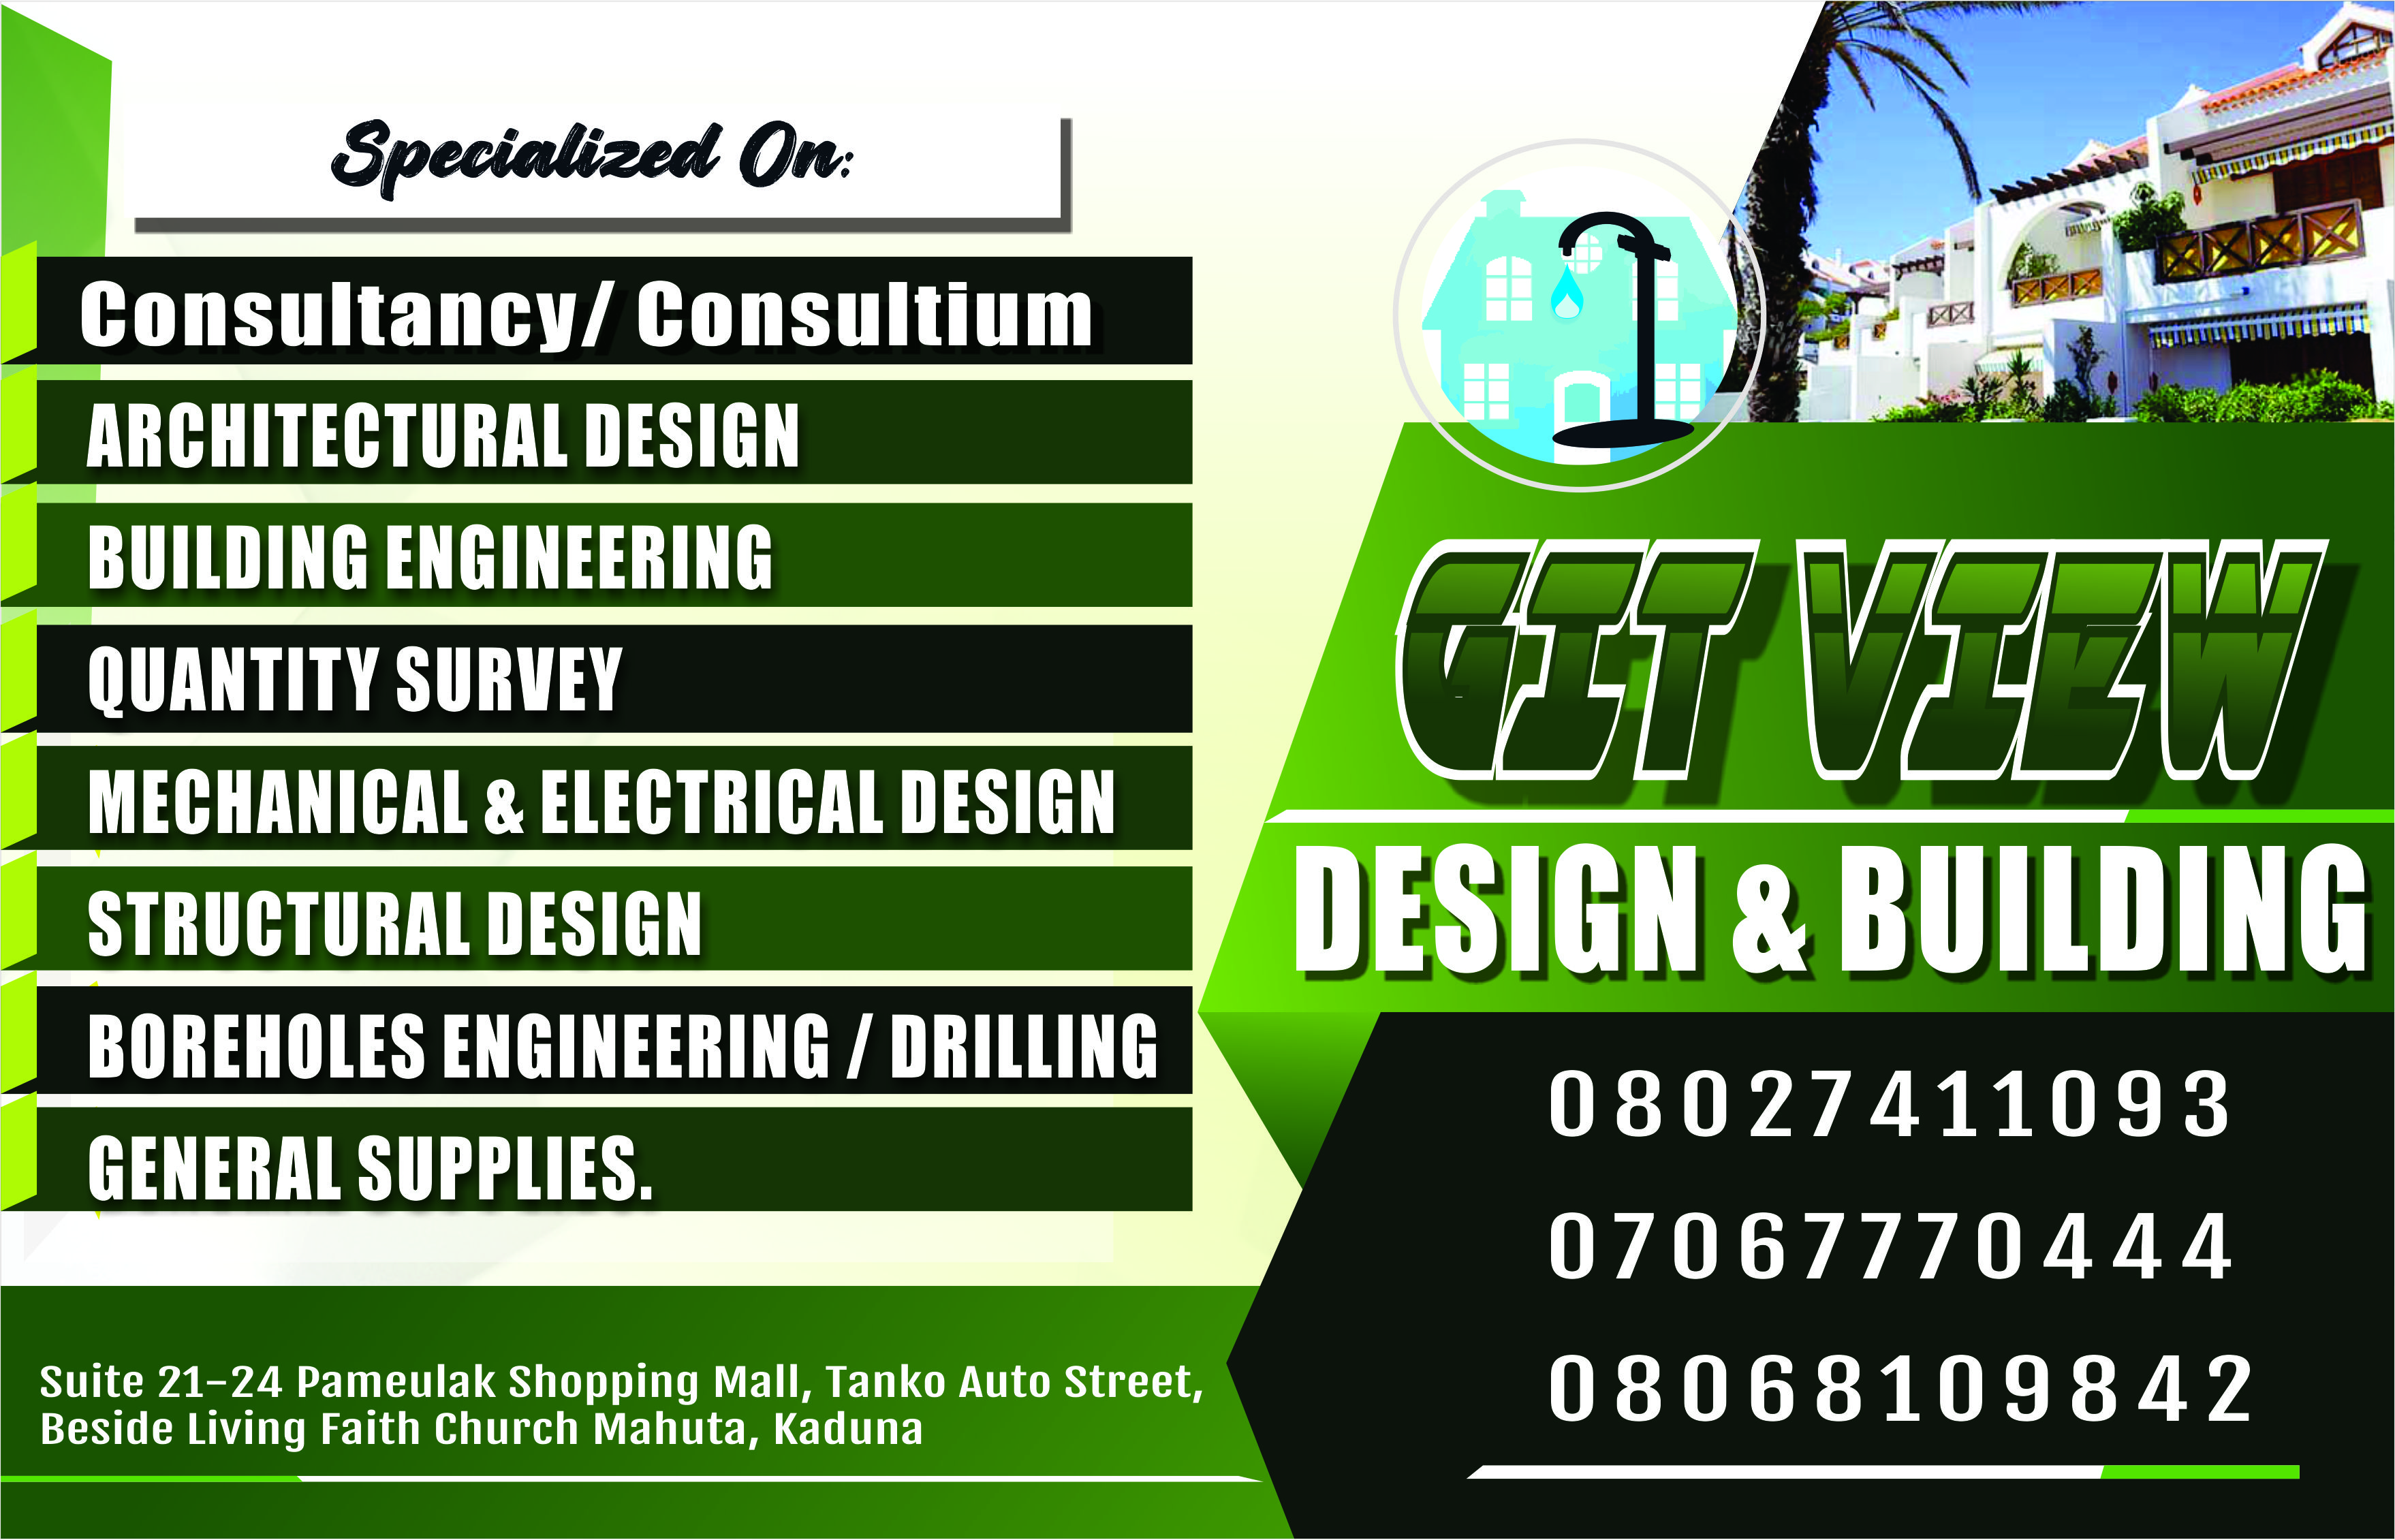 Specialized On:
Consultancy/ Consultium
ARCHITECTURAL DESIGN
BUILDING ENGINEERING
QUANTITY SURVEY
MECHANICAL & ELECTRICAL DESIGN
STRUCTURAL DESIGN
BOREHOLES ENGINEERING / DRILLING
GENERAL SUPPLIES.
Suite 21-24 Pameulak Shopping Mall, Tanko Auto Street,
Beside Living Faith Church Mahuta, Kaduna
GIT VIEW
DESIGN & BUILDING
08027411093
07067770444
08068109842